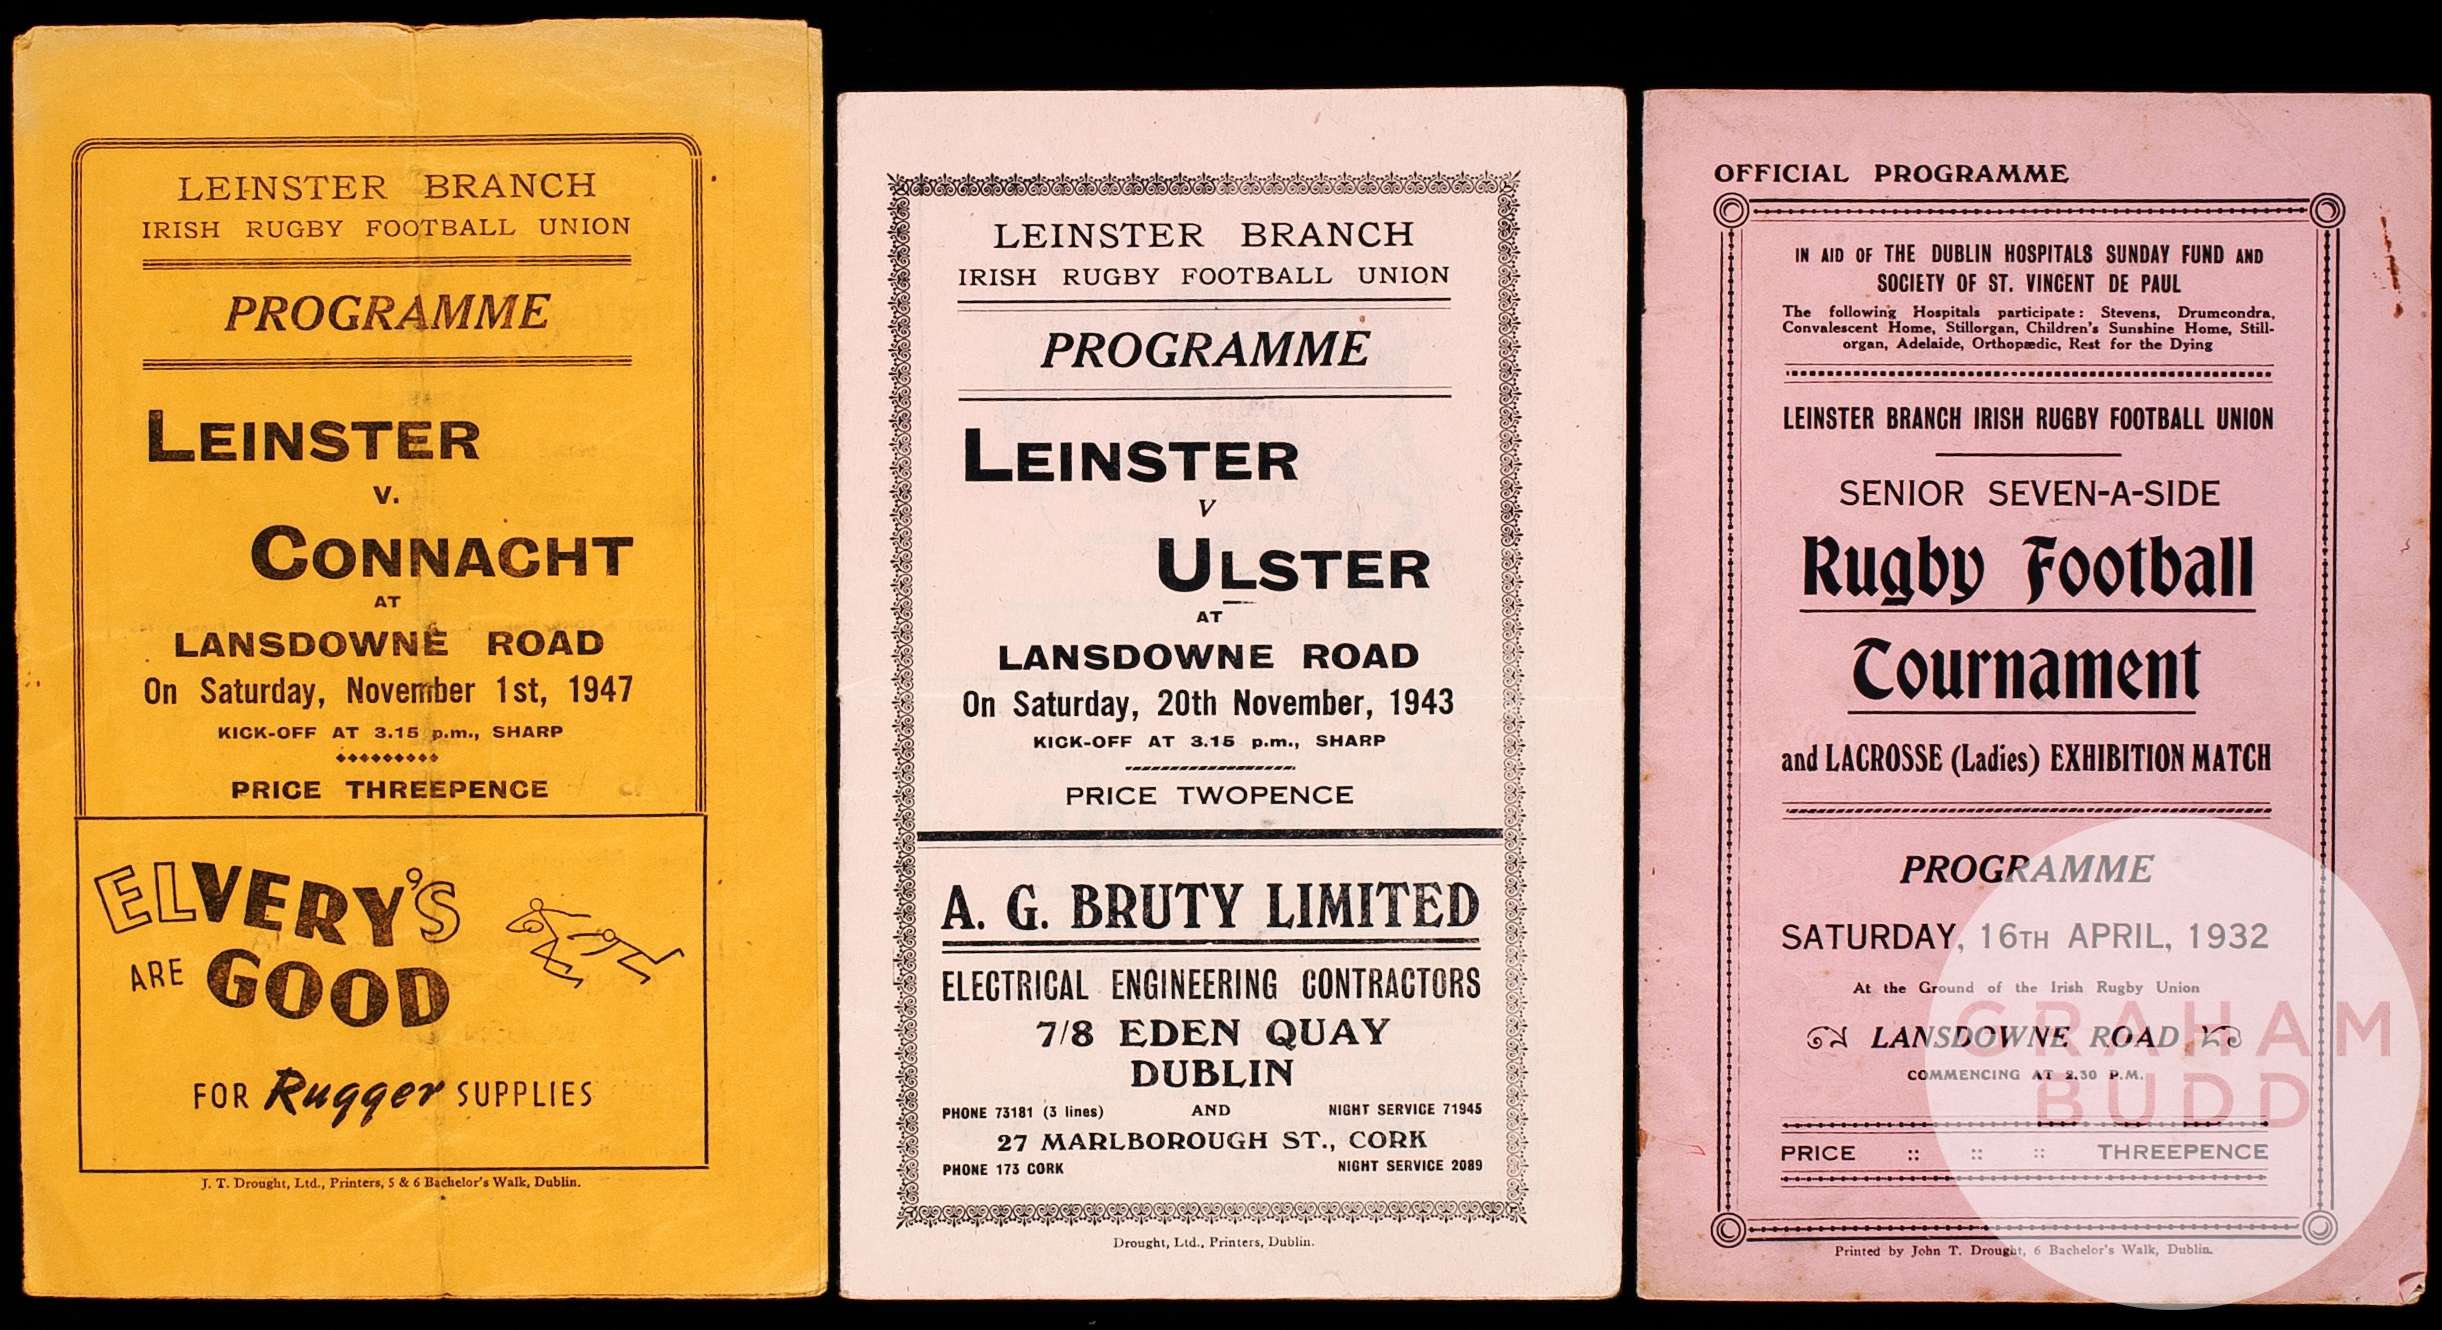 LEINSTER BRANCH
IRISH RUGBY FOOTBALL UNION
PROGRAMME
LEINSTER
V.
CONNACHT
AT
LANSDOWNE ROAD
On Saturday, November 1st, 1947
KICK-OFF AT 3.15 p.m., SHARP
PRICE THREEPENCE
ELVERY'S
ARE GOOD
FOR Rugger SUPPLIES
J. T. Drought, Ltd., Printers, 5 & 6 Bachelor's Walk, Dublin.
LEINSTER BRANCH
IRISH RUGBY FOOTBALL UNION
PROGRAMME
LEINSTER
V
ULSTER
AT
LANSDOWNE ROAD
On Saturday, 20th November, 1943
KICK-OFF AT 3.15 p.m., SHARP
PRICE TWOPENCE
A. G. BRUTY LIMITED
ELECTRICAL ENGINEERING CONTRACTORS
7/8 EDEN QUAY
DUBLIN
PHONE 73181 (3 lines) AND NIGHT SERVICE 71945
27 MARLBOROUGH ST., CORK
PHONE 173 CORK NIGHT SERVICE 2089
Drought, Ltd., Printers, Dublin.
OFFICIAL PROGRAMME
IN AID OF THE DUBLIN HOSPITALS SUNDAY FUND AND
SOCIETY OF ST. VINCENT DE PAUL
The following Hospitals participate: Stevens, Drumcondra,
Convalescent Home, Stillorgan, Children's Sunshine Home, Still-
organ, Adelaide, Orthopædic, Rest for the Dying
LEINSTER BRANCH IRISH RUGBY FOOTBALL UNION
SENIOR SEVEN-A-SIDE
Rugby Football
Tournament
and LACROSSE (Ladies) EXHIBITION MATCH
PROGRAMME
SATURDAY, 16TH APRIL, 1932
At the Ground of the Irish Rugby Union
LANSDOWNE ROAD
COMMENCING AT 2.30 P.M.
PRICE :: :: :: THREEPENCE
Printed by John T. Drought, 6 Bachelor's Walk, Dublin.
GRAHAM
BUDD